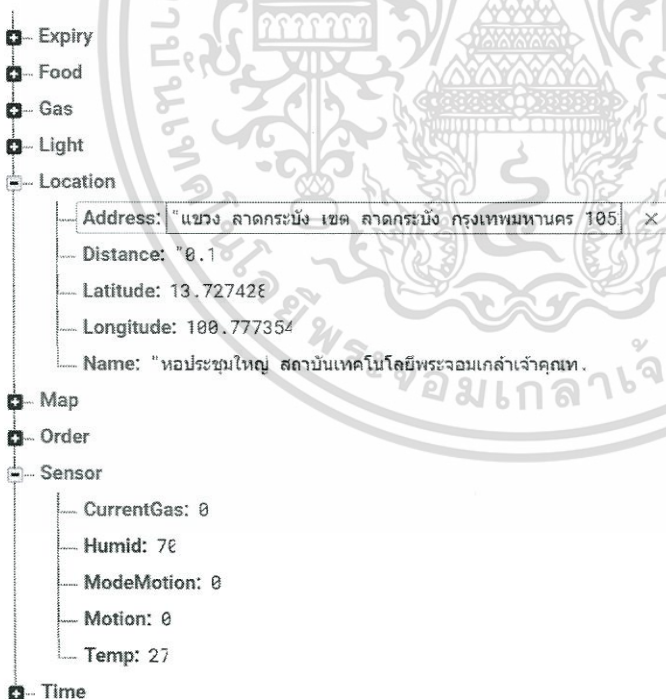 Expiry
Food
Gas
Light
Location
Address: "แขวง ลาดกระบัง เขต ลาดกระบัง กรุงเทพมหานคร 105
Distance: "0.1
Latitude: 13.727428
Longitude: 100.777354
Name: "หอประชุมใหญ่ สถาบันเทคโนโลยีพระจอมเกล้าเจ้าคุณท.
Map
Order
Sensor
CurrentGas: 0
Humid:
ModeMotion: 0
Motion: 0
Temp: 27
Time